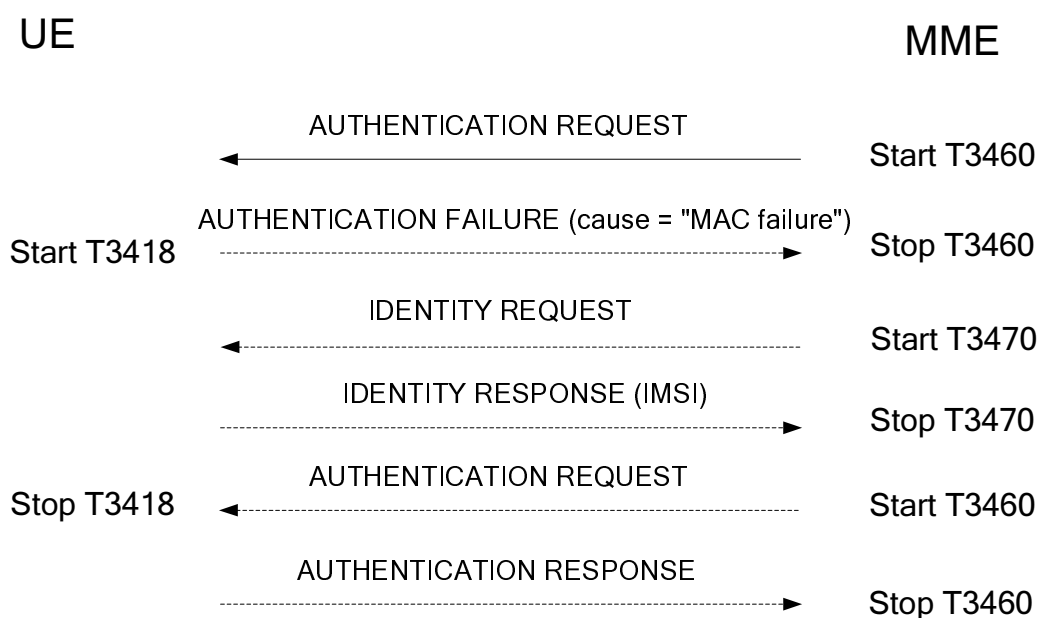 UE
MME
AUTHENTICATION REQUEST
Start T3460
AUTHENTICATION FAILURE (cause = "MAC failure")
Start T3418
Stop T3460
IDENTITY REQUEST
Start T3470
IDENTITY RESPONSE (IMSI)
Stop T3470
AUTHENTICATION REQUEST
Stop T3418
Start T3460
AUTHENTICATION RESPONSE
Stop T3460